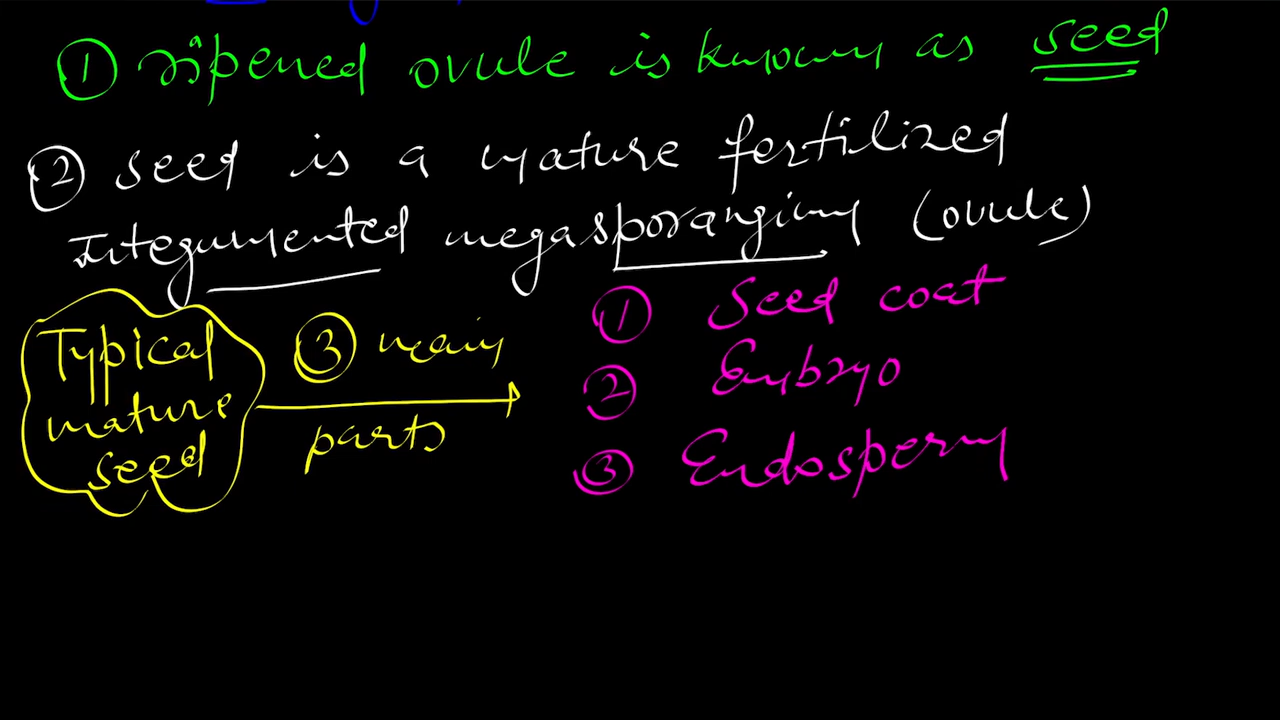 ① ripened ovule is known as seed
② seed is a mature fertilized
Integumented megasporangium (ovule)
Typical
mature
seed
③ main
parts
① Seed coat
② Embryo
③ Endosperm